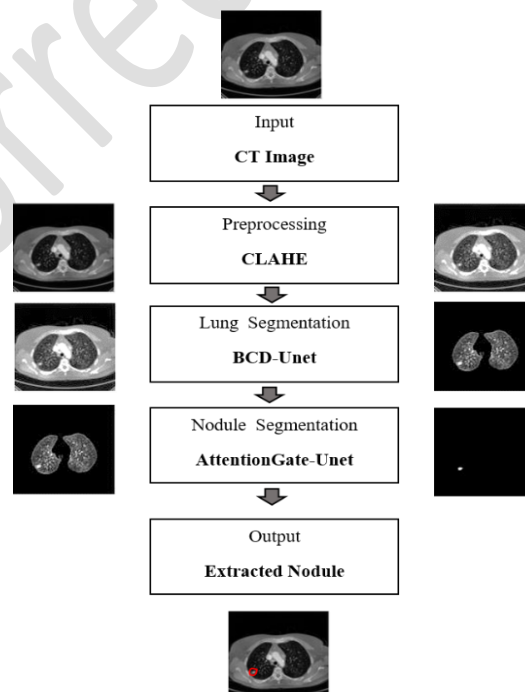 Input
CT Image
Preprocessing
CLAHE
Lung Segmentation
BCD-Unet
Nodule Segmentation
AttentionGate-Unet
Output
Extracted Nodule